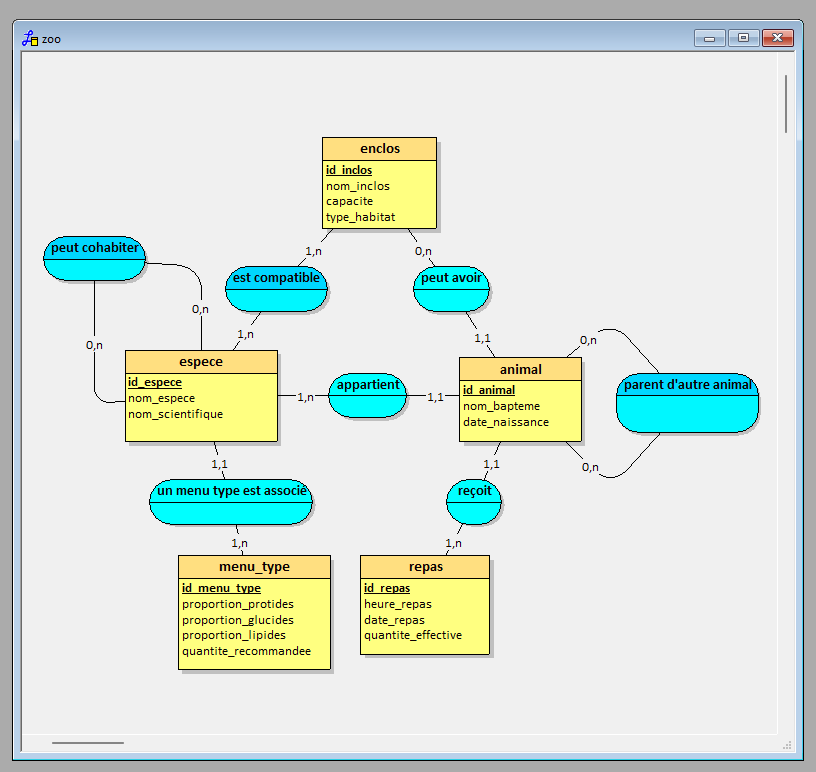 zoo
enclos
id_inclos
nom_inclos
capacite
type_habitat
peut cohabiter
1,n
0,n
est compatible
peut avoir
0,n
1,n
1,1
0,n
0,n
espece
id_espece
nom_espece
nom_scientifique
1,n
appartient
1,1
animal
id_animal
nom_bapteme
date_naissance
parent d'autre animal
1,1
1,1
0,n
un menu type est associé
reçoit
1,n
1,n
menu_type
id_menu_type
proportion_protides
proportion_glucides
proportion_lipides
quantite_recommandee
repas
id_repas
heure_repas
date_repas
quantite_effective